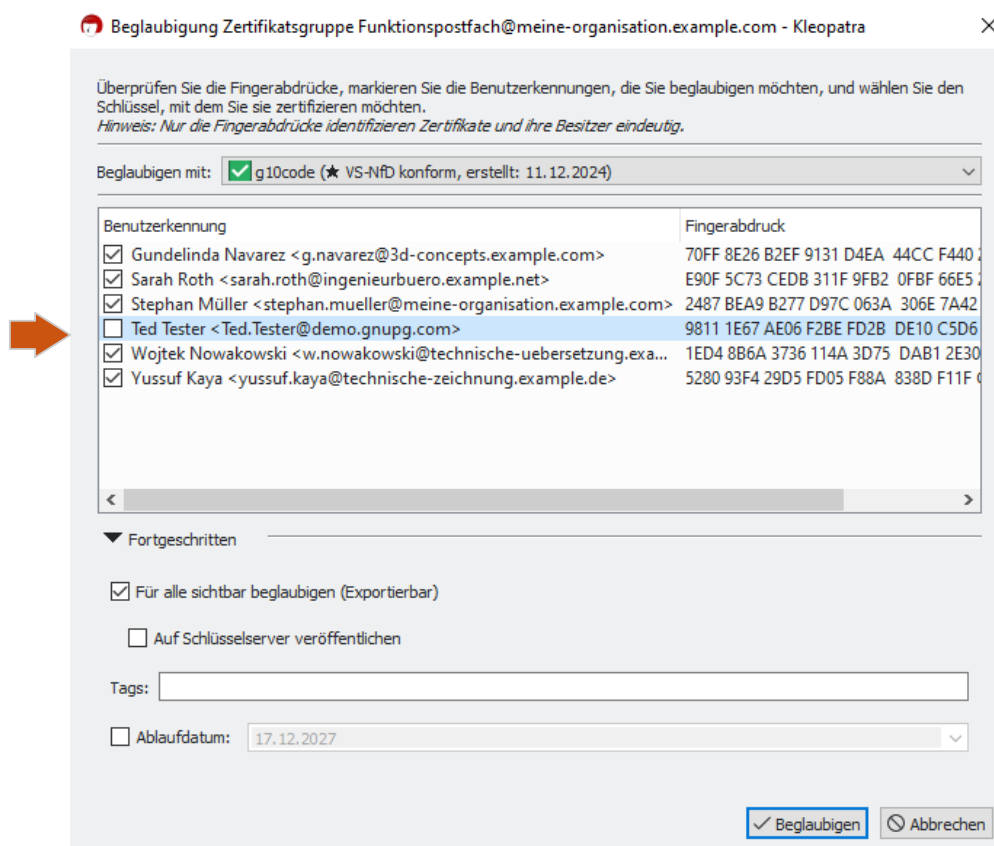 Beglaubigung Zertifikatsgruppe Funktionspostfach@meine-organisation.example.com - Kleopatra
Überprüfen Sie die Fingerabdrücke, markieren Sie die Benutzerkennungen, die Sie beglaubigen möchten, und wählen Sie den
Schlüssel, mit dem Sie sie zertifizieren möchten.
Hinweis: Nur die Fingerabdrücke identifizieren Zertifikate und ihre Besitzer eindeutig.
Beglaubigen mit: g10code (★ VS-NfD konform, erstellt: 11.12.2024)
Benutzerkennung Fingerabdruck
Gundelinda Navarez <g.navarez@3d-concepts.example.com> 70FF 8E26 B2EF 9131 D4EA 44CC F440
Sarah Roth <sarah.roth@ingenieurbuero.example.net> E90F 5C73 CEDB 311F 9FB2 0FBF 66E5
Stephan Müller <stephan.mueller@meine-organisation.example.com> 2487 BEA9 B277 D97C 063A 306E 7A42
Ted Tester <Ted.Tester@demo.gnupg.com> 9811 1E67 AE06 F2BE FD2B DE10 C5D6
Wojtek Nowakowski <w.nowakowski@technische-uebersetzung.exa... 1ED4 8B6A 3736 114A 3D75 DAB1 2E30
Yussuf Kaya <yussuf.kaya@technische-zeichnung.example.de> 5280 93F4 29D5 FD05 F88A 838D F11F
Fortgeschritten
Für alle sichtbar beglaubigen (Exportierbar)
Auf Schlüsselserver veröffentlichen
Tags:
Ablaufdatum: 17.12.2027
Beglaubigen Abbrechen